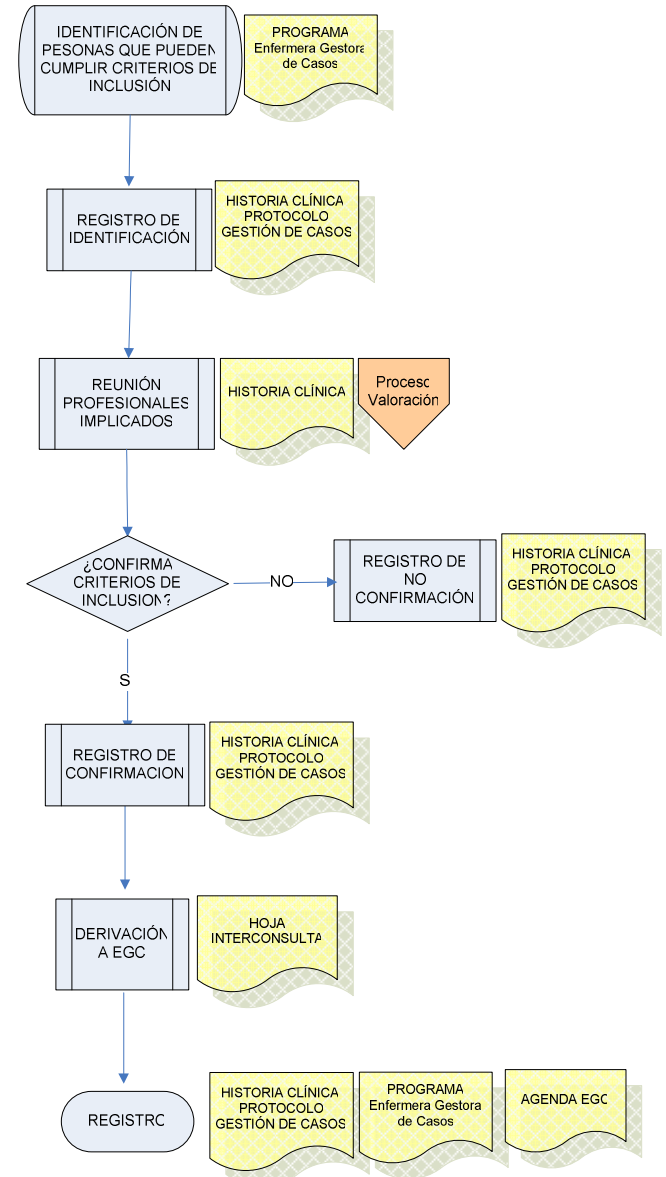 IDENTIFICACIÓN DE
PESONAS QUE PUEDEN
CUMPLIR CRITERIOS DE
INCLUSIÓN
PROGRAMA
Enfermera Gestora
de Casos
REGISTRO DE
IDENTIFICACIÓN
HISTORIA CLÍNICA
PROTOCOLO
GESTIÓN DE CASOS
REUNIÓN
PROFESIONALES
IMPLICADOS
HISTORIA CLÍNICA
Proceso
Valoración
¿CONFIRMA
CRITERIOS DE
INCLUSION?
NO
REGISTRO DE
NO
CONFIRMACIÓN
HISTORIA CLÍNICA
PROTOCOLO
GESTIÓN DE CASOS
S
REGISTRO DE
CONFIRMACION
HISTORIA CLÍNICA
PROTOCOLO
GESTIÓN DE CASOS
DERIVACIÓN
A EGC
HOJA
INTERCONSULTA
REGISTRO
HISTORIA CLÍNICA
PROTOCOLO
GESTIÓN DE CASOS
PROGRAMA
Enfermera Gestora
de Casos
AGENDA EGC